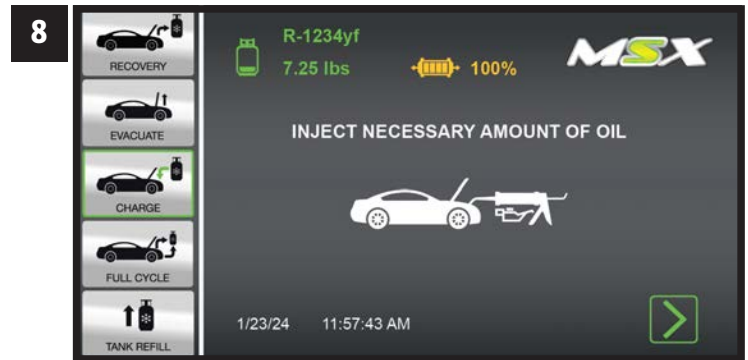 8
RECOVERY
EVACUATE
CHARGE
FULL CYCLE
TANK REFILL
R-1234yf
7.25 lbs
100%
MSX
INJECT NECESSARY AMOUNT OF OIL
1/23/24 11:57:43 AM